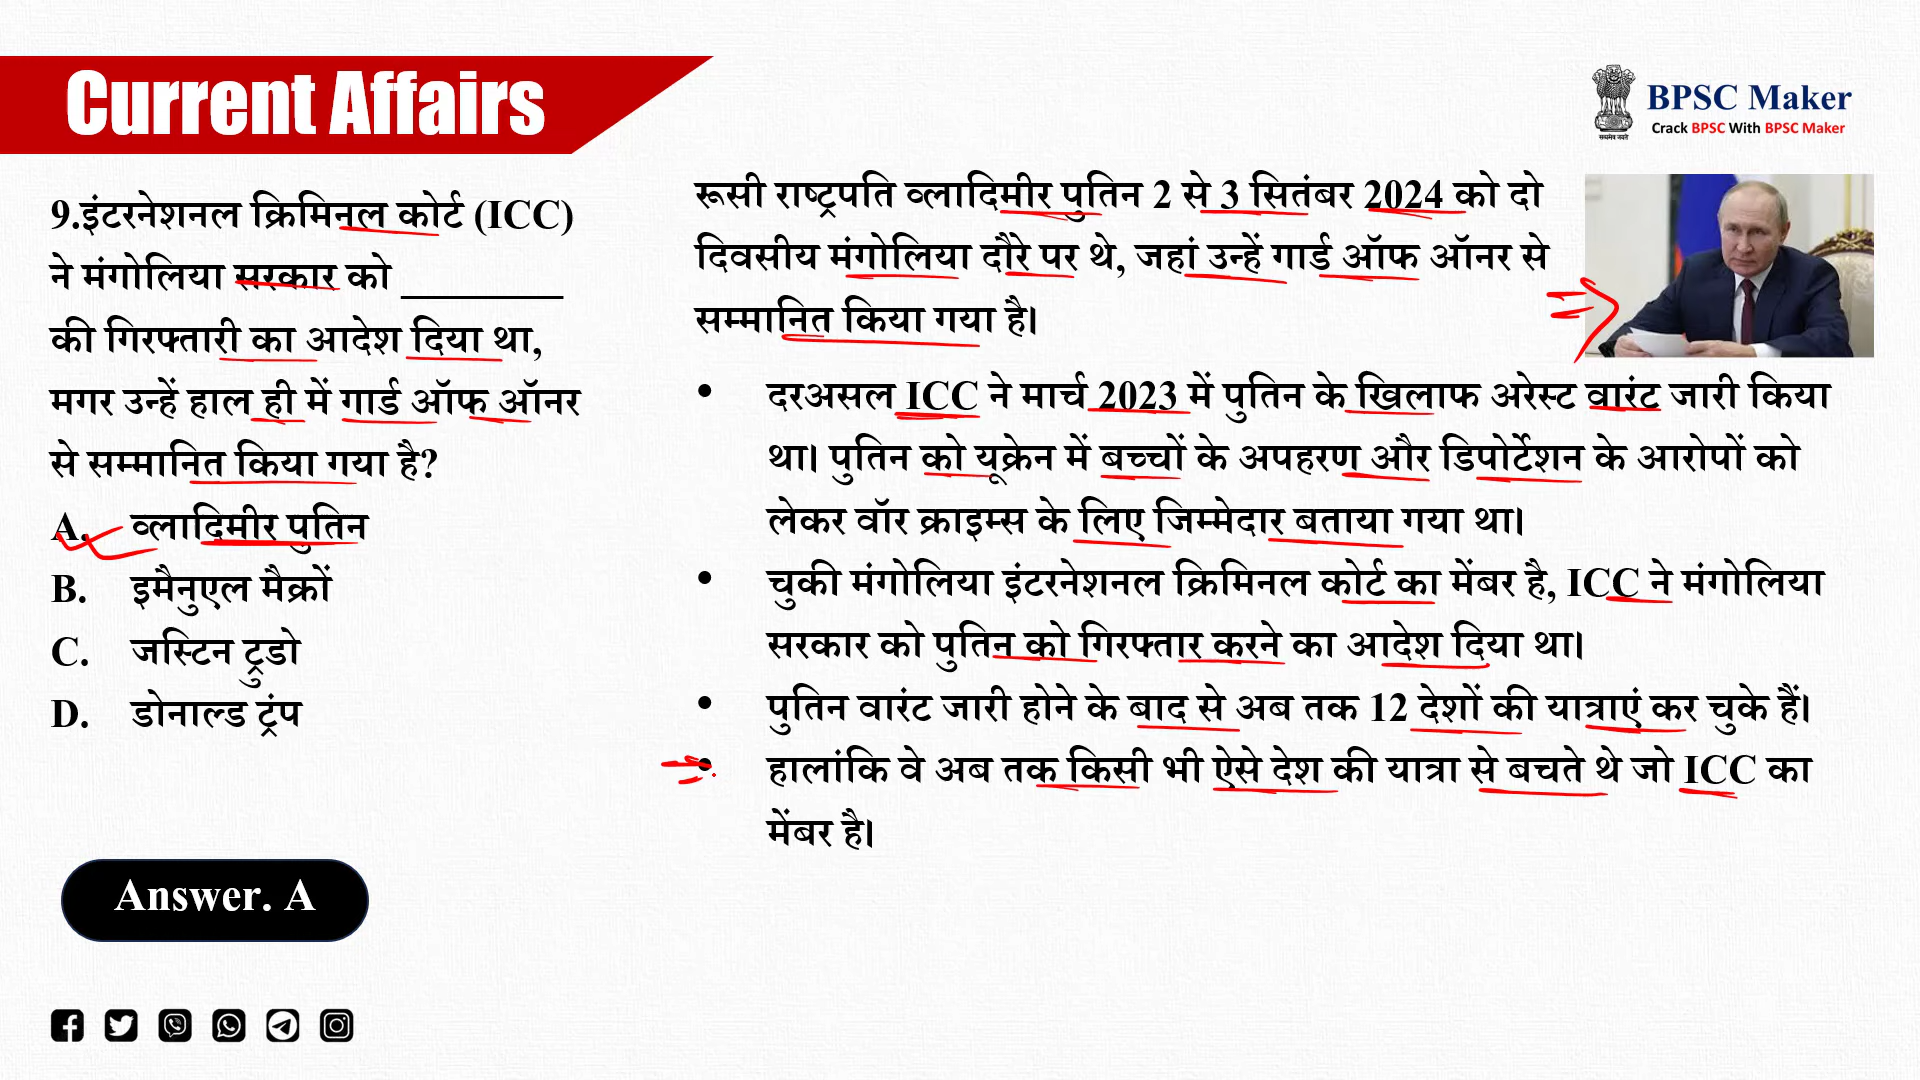 Current Affairs
BPSC Maker
Crack BPSC With BPSC Maker
9.इंटरनेशनल क्रिमिनल कोर्ट (ICC)
ने मंगोलिया सरकार को ________
की गिरफ्तारी का आदेश दिया था,
मगर उन्हें हाल ही में गार्ड ऑफ ऑनर
से सम्मानित किया गया है?
A. व्लादिमीर पुतिन
B. इमैनुएल मैक्रों
C. जस्टिन ट्रुडो
D. डोनाल्ड ट्रंप
Answer. A
रूसी राष्ट्रपति व्लादिमीर पुतिन 2 से 3 सितंबर 2024 को दो
दिवसीय मंगोलिया दौरे पर थे, जहां उन्हें गार्ड ऑफ ऑनर से
सम्मानित किया गया है।
• दरअसल ICC ने मार्च 2023 में पुतिन के खिलाफ अरेस्ट वारंट जारी किया
था। पुतिन को यूक्रेन में बच्चों के अपहरण और डिपोर्टेशन के आरोपों को
लेकर वॉर क्राइम्स के लिए जिम्मेदार बताया गया था।
• चुकी मंगोलिया इंटरनेशनल क्रिमिनल कोर्ट का मेंबर है, ICC ने मंगोलिया
सरकार को पुतिन को गिरफ्तार करने का आदेश दिया था।
• पुतिन वारंट जारी होने के बाद से अब तक 12 देशों की यात्राएं कर चुके हैं।
• हालांकि वे अब तक किसी भी ऐसे देश की यात्रा से बचते थे जो ICC का
मेंबर है।